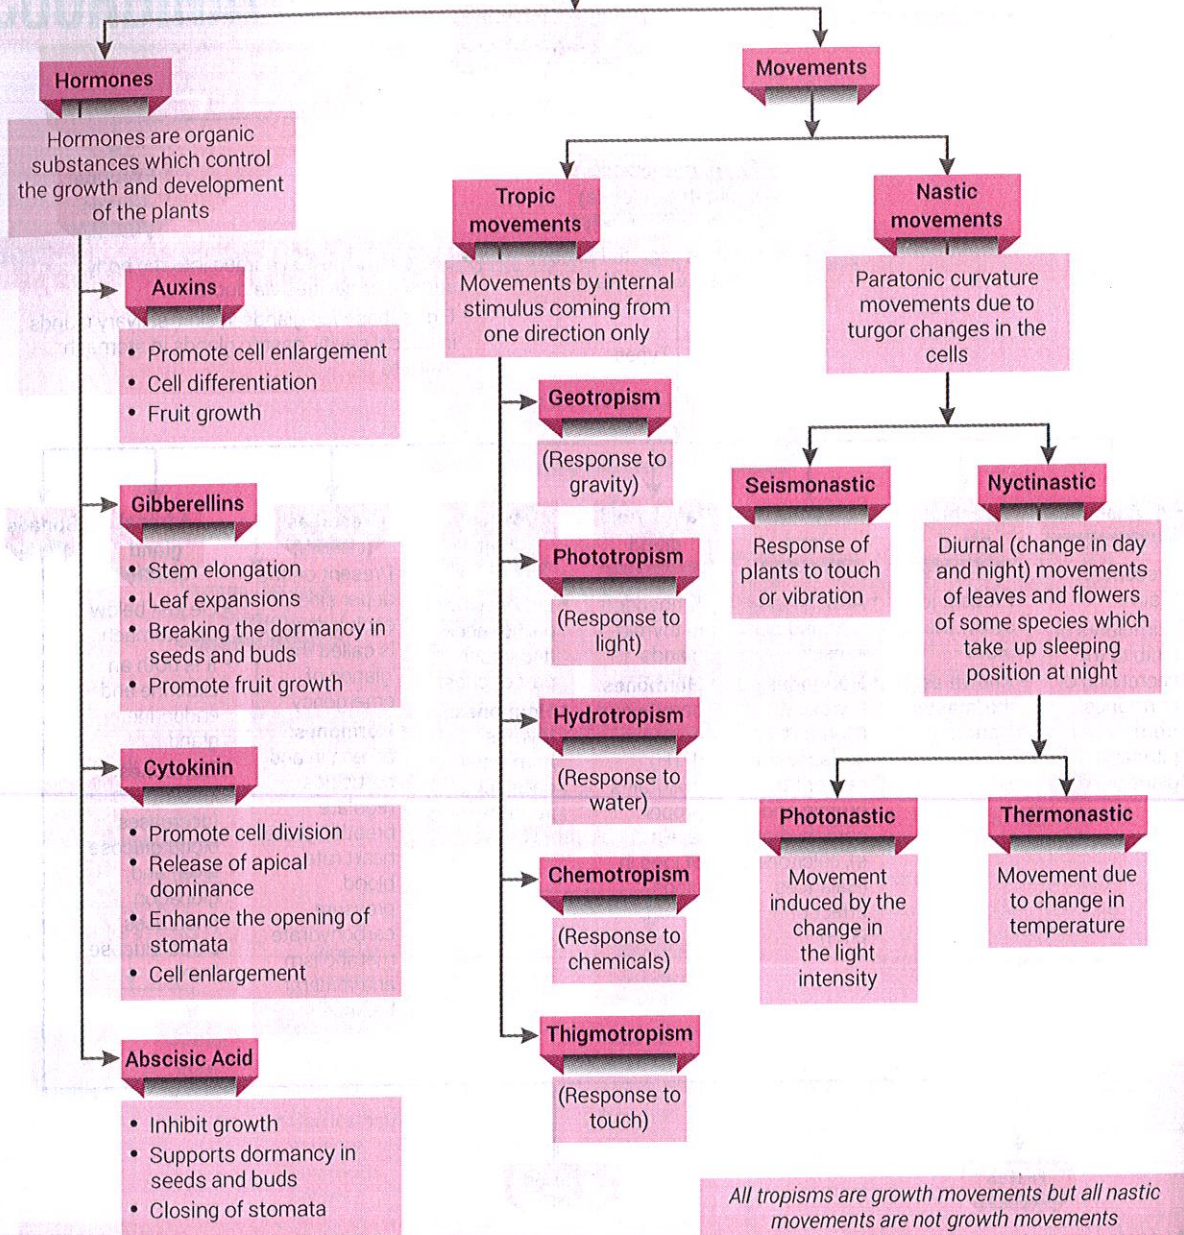 Hormones
Hormones are organic
substances which control
the growth and development
of the plants
Auxins
• Promote cell enlargement
• Cell differentiation
• Fruit growth
Gibberellins
• Stem elongation
• Leaf expansions
• Breaking the dormancy in
seeds and buds
• Promote fruit growth
Cytokinin
• Promote cell division
• Release of apical
dominance
• Enhance the opening of
stomata
• Cell enlargement
Abscisic Acid
• Inhibit growth
• Supports dormancy in
seeds and buds
• Closing of stomata
Movements
Tropic
movements
Movements by internal
stimulus coming from
one direction only
Geotropism
(Response to
gravity)
Phototropism
(Response to
light)
Hydrotropism
(Response to
water)
Chemotropism
(Response to
chemicals)
Thigmotropism
(Response to
touch)
Nastic
movements
Paratonic curvature
movements due to
turgor changes in the
cells
Seismonastic
Response of
plants to touch
or vibration
Nyctinastic
Diurnal (change in day
and night) movements
of leaves and flowers
of some species which
take up sleeping
position at night
Photonastic
Movement
induced by the
change in
the light
intensity
Thermonastic
Movement due
to change in
temperature
All tropisms are growth movements but all nastic
movements are not growth movements